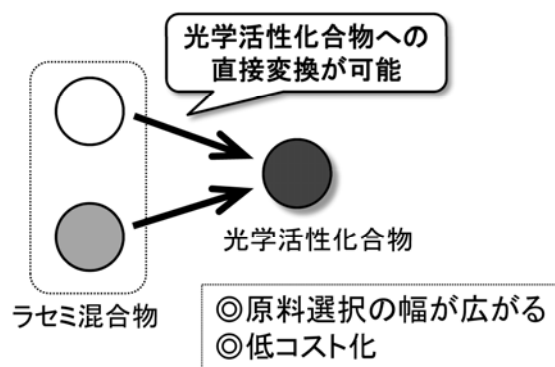 光学活性化合物への
直接変換が可能
光学活性化合物
ラセミ混合物
◎原料選択の幅が広がる
◎低コスト化